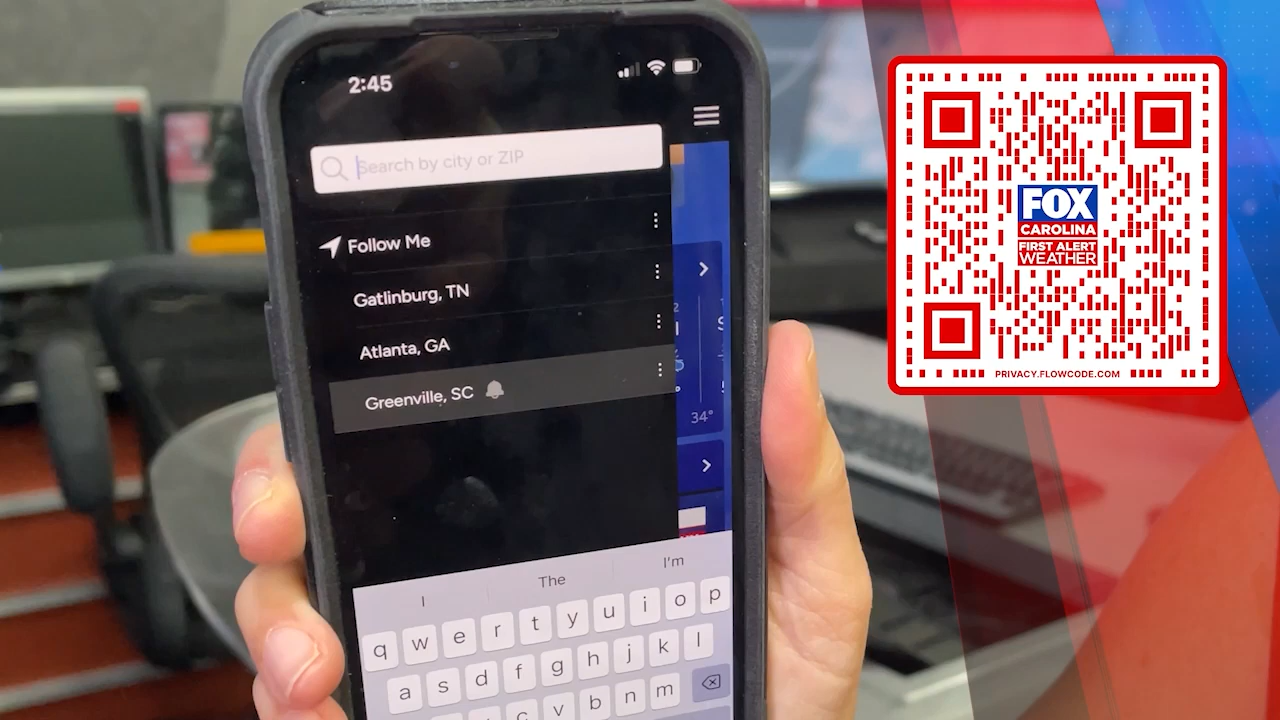 2:45
Search by city or ZIP
Follow Me
Gatlinburg, TN
Atlanta, GA
Greenville, SC
34°
I The I'm
q w e r t y u i o p
a s d f g h j k l
c v b n m
FOX
CAROLINA
FIRST ALERT
WEATHER
PRIVACY.FLOWCODE.COM